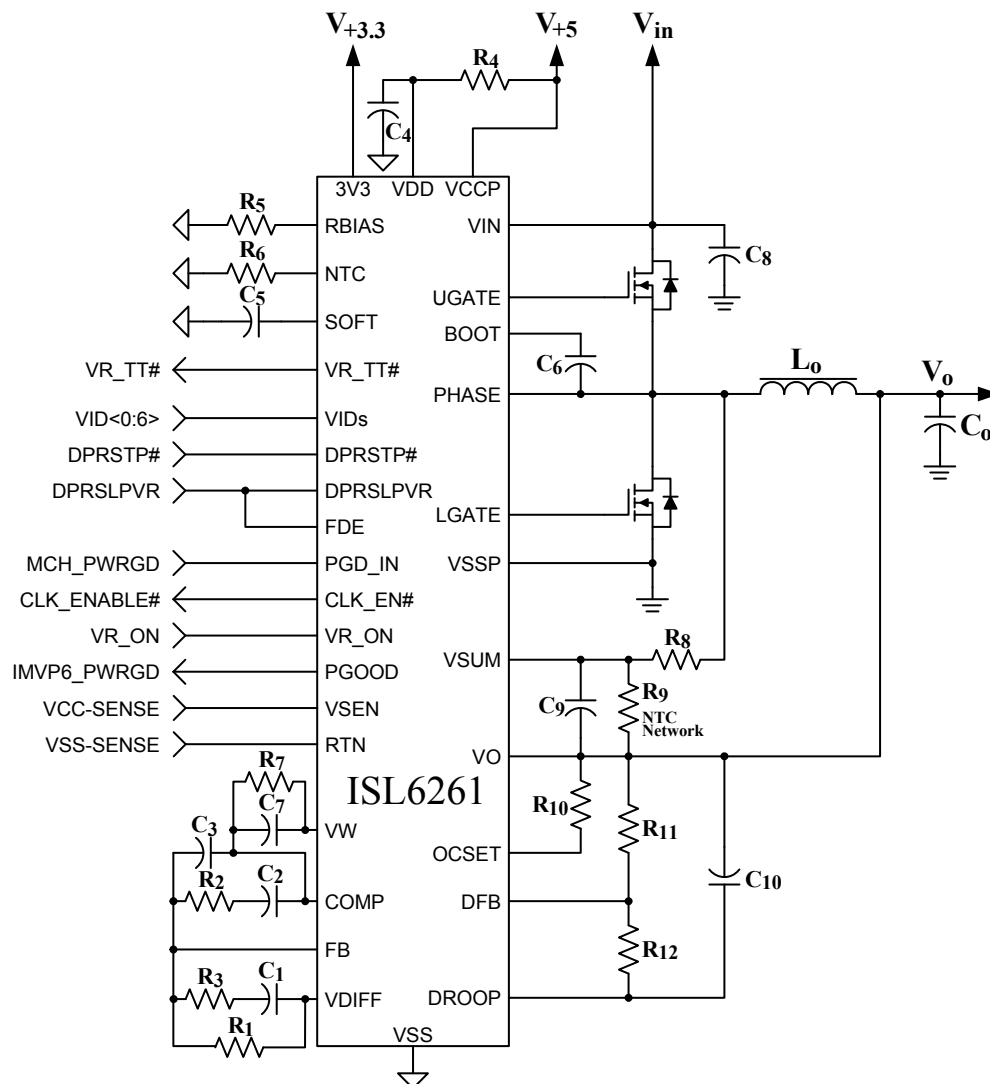 V+3.3
V+5
Vin
R4
C4
3V3
VDD
VCCP
R5
RBIAS
VIN
C8
R6
NTC
UGATE
C5
SOFT
BOOT
VR_TT#
VR_TT#
C6
Lo
Vo
PHASE
Co
VID<0:6>
VIDs
DPRSTP#
DPRSTP#
DPRSLPVR
DPRSLPVR
LGATE
FDE
MCH_PWRGD
PGD_IN
VSSP
CLK_ENABLE#
CLK_EN#
VR_ON
VR_ON
R8
VSUM
IMVP6_PWRGD
PGOOD
R9
NTC
Network
C9
VCC-SENSE
VSEN
VSS-SENSE
RTN
VO
R7
ISL6261
R10
C7
VW
R11
C3
OCSET
R2
C2
COMP
DFB
C10
FB
R12
R3
C1
VDIFF
DROOP
R1
VSS